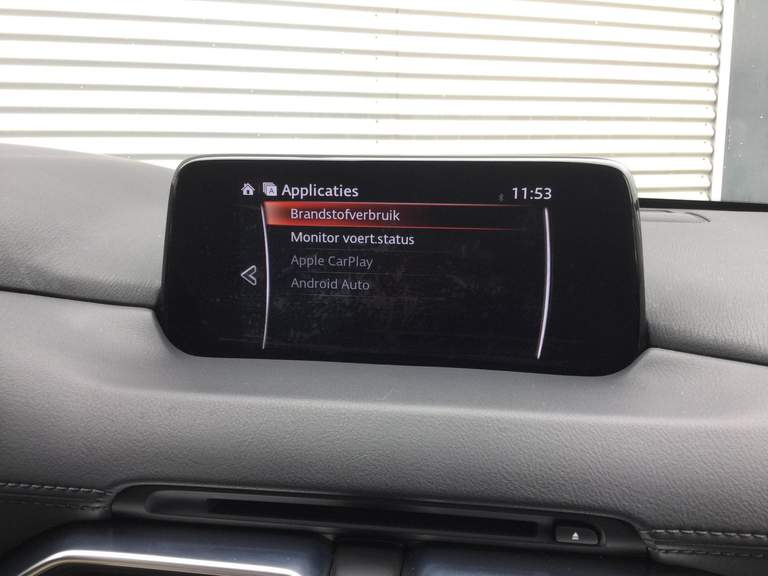 Applicaties 11:53
Brandstofverbruik
Monitor voert.status
Apple CarPlay
Android Auto